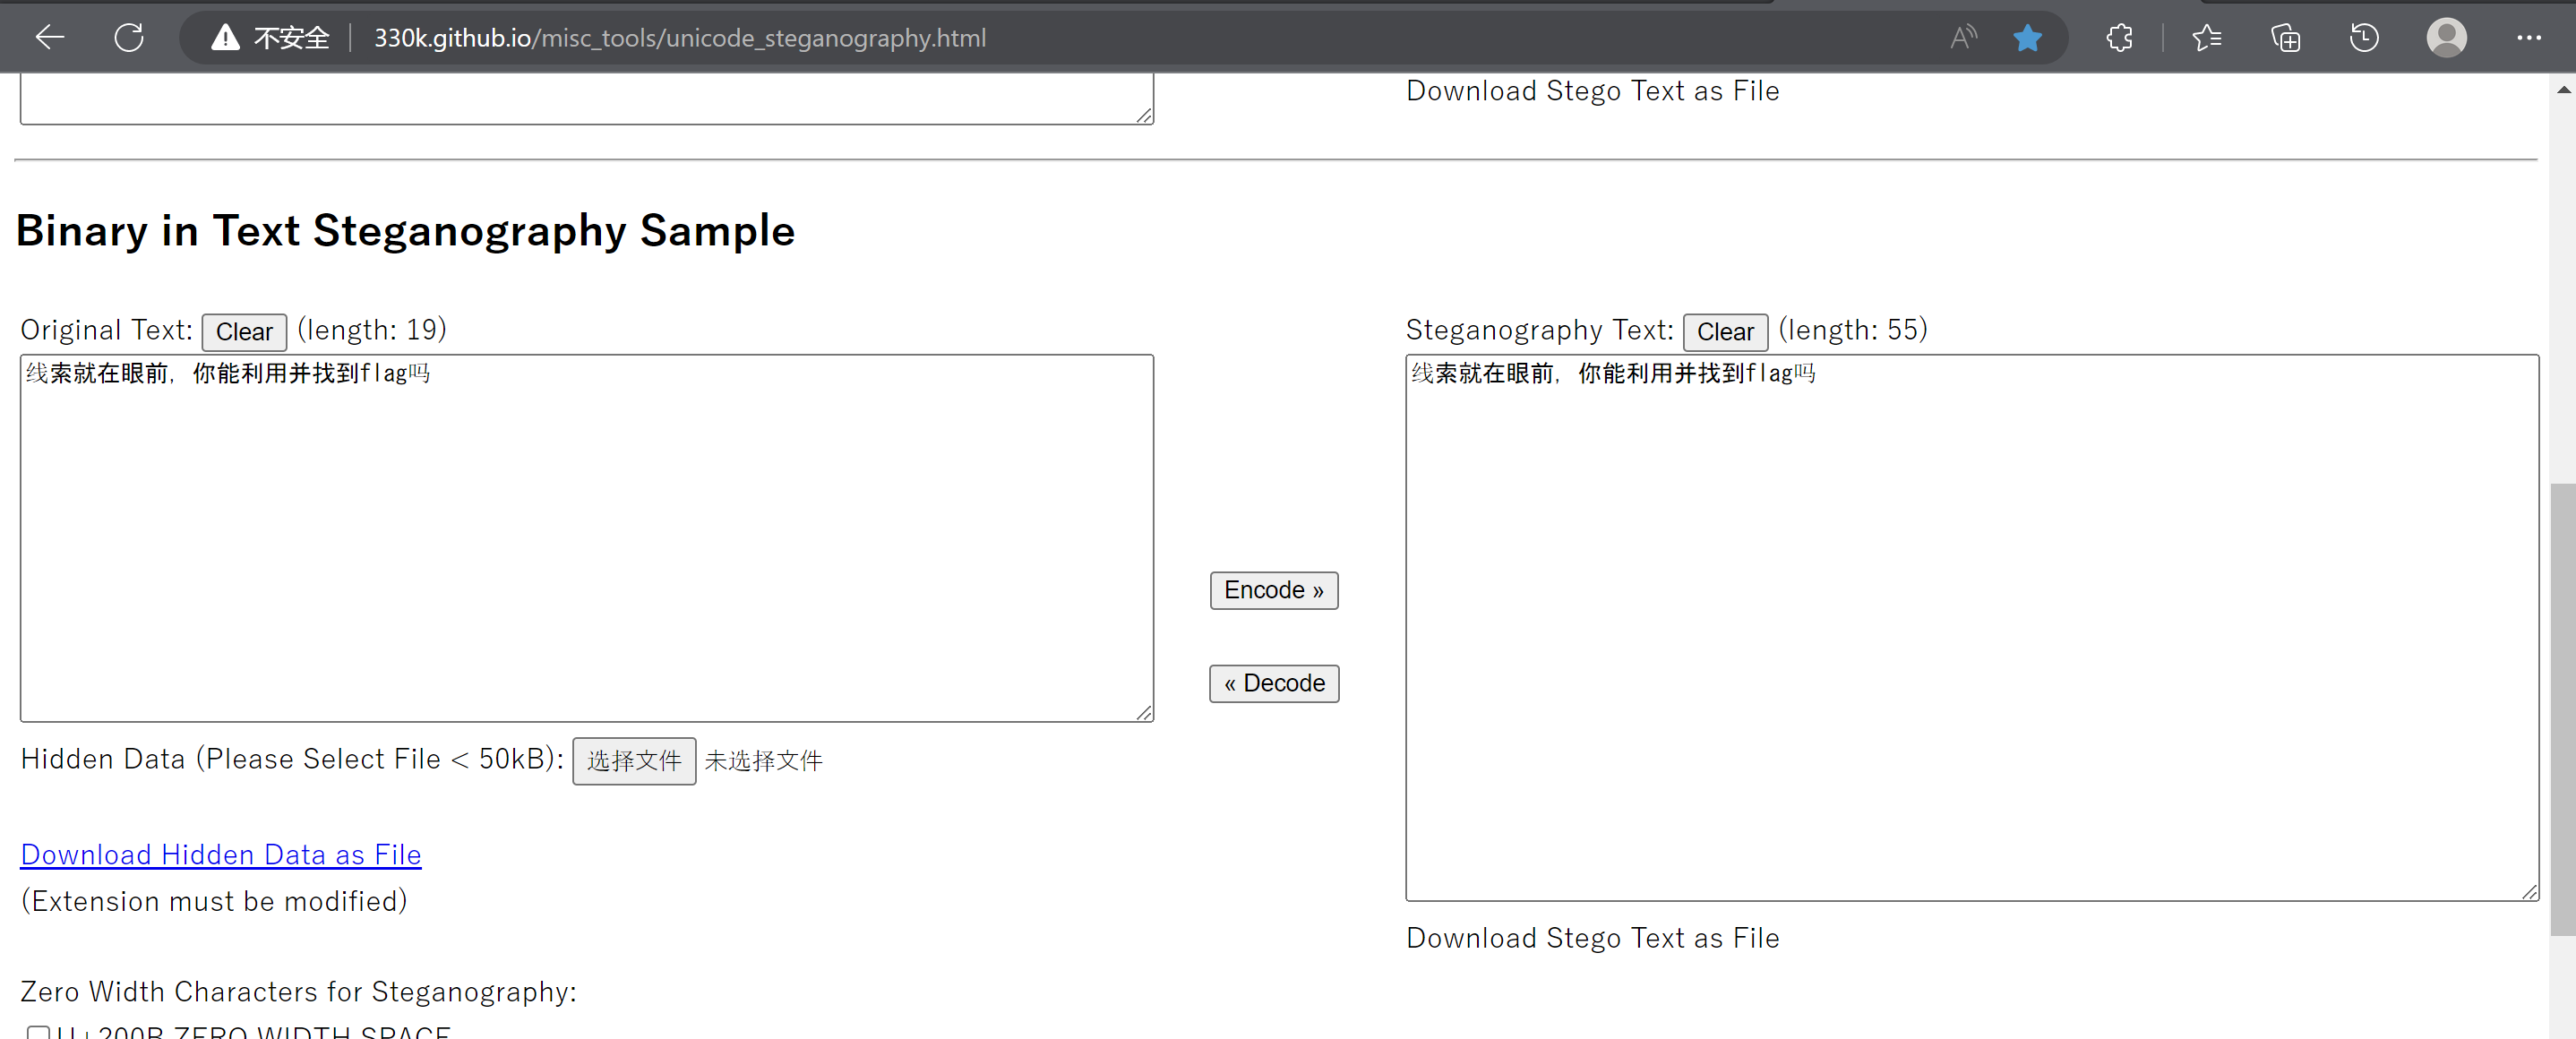 不安全 330k.github.io/misc_tools/unicode_steganography.html
Download Stego Text as File
Binary in Text Steganography Sample
Original Text: Clear (length: 19)
线索就在眼前，你能利用并找到flag吗
Steganography Text: Clear (length: 55)
线索就在眼前，你能利用并找到flag吗
Encode »
« Decode
Hidden Data (Please Select File < 50kB): 选择文件 未选择文件
Download Hidden Data as File
(Extension must be modified)
Download Stego Text as File
Zero Width Characters for Steganography:
U+200B ZERO WIDTH SPACE